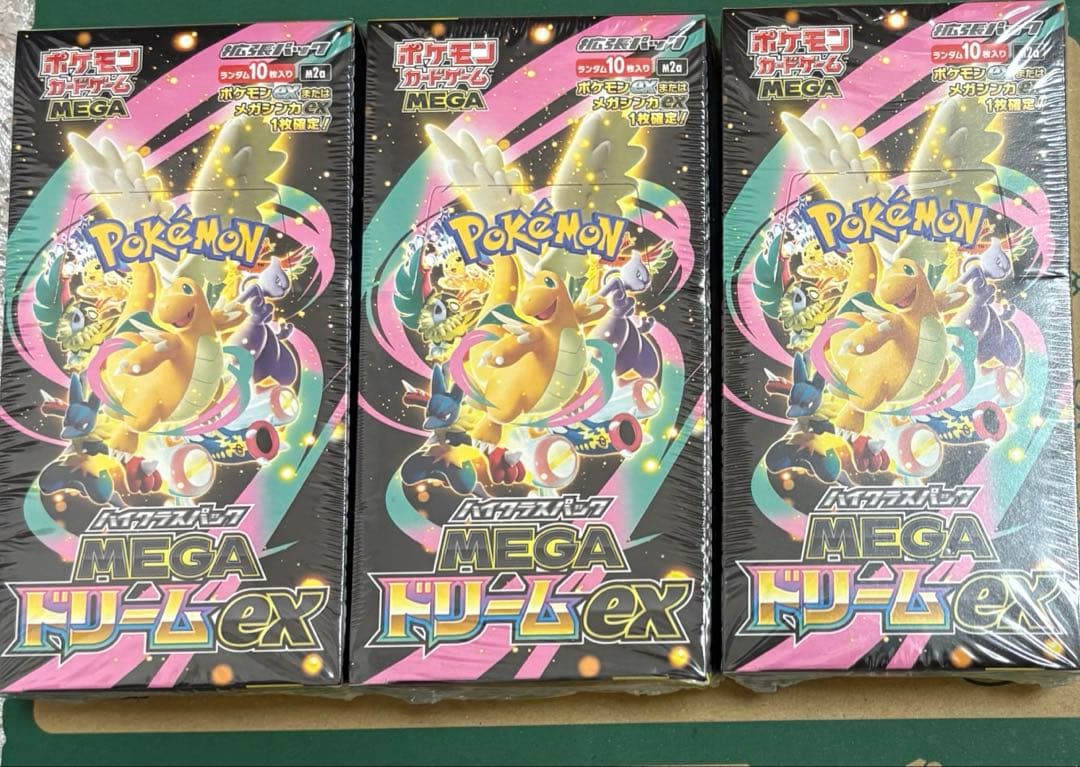 ポケモン
カードゲーム
MEGA
拡張パック
ランダム10枚入り
M2a
ポケモンexまたは
メガシンカex
1枚確定!
POKéMON
ハイクラスパック
MEGA
ドリームex
ポケモン
カードゲーム
MEGA
拡張パック
ランダム10枚入り
M2a
ポケモンexまたは
メガシンカex
1枚確定!
POKéMON
ハイクラスパック
MEGA
ドリームex
ポケモン
カードゲーム
MEGA
拡張パック
ランダム10枚入り
M2a
ポケモンexまたは
メガシンカex
1枚確定!
POKéMON
ハイクラスパック
MEGA
ドリームex